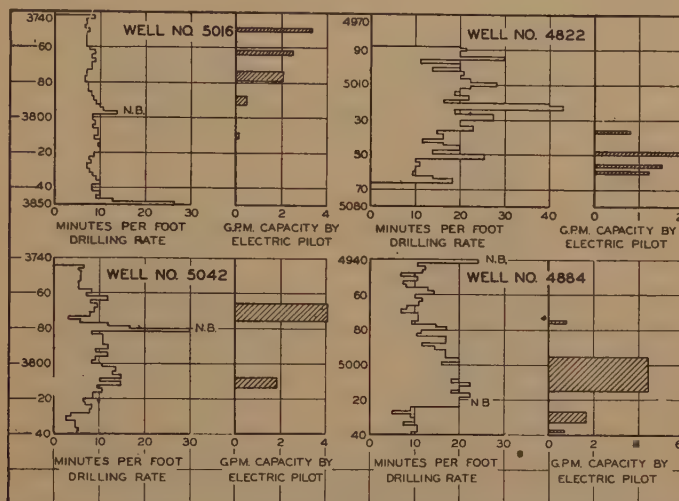 3740
60
80
3800
20
40
3850
WELL NO. 5016
N.B.
0 10 20 30
MINUTES PER FOOT
DRILLING RATE
0 2 4
G.P.M. CAPACITY BY
ELECTRIC PILOT
4970
90
5010
30
50
70
5080
WELL NO. 4822
0 10 20 30 40
MINUTES PER FOOT
DRILLING RATE
0 1 2
G.P.M. CAPACITY BY
ELECTRIC PILOT
3740
60
80
3800
20
40
WELL NO. 5042
N.B.
0 10 20 30
MINUTES PER FOOT
DRILLING RATE
0 2 4
G.P.M. CAPACITY BY
ELECTRIC PILOT
4940
60
80
5000
20
40
N.B.
WELL NO. 4884
N.B.
0 10 20 30
MINUTES PER FOOT
DRILLING RATE
0 2 4 6
G.P.M. CAPACITY BY
ELECTRIC PILOT